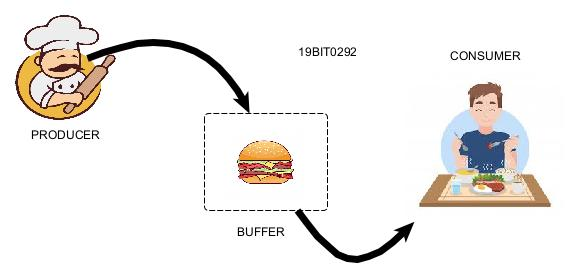 19BIT0292
CONSUMER
PRODUCER
BUFFER